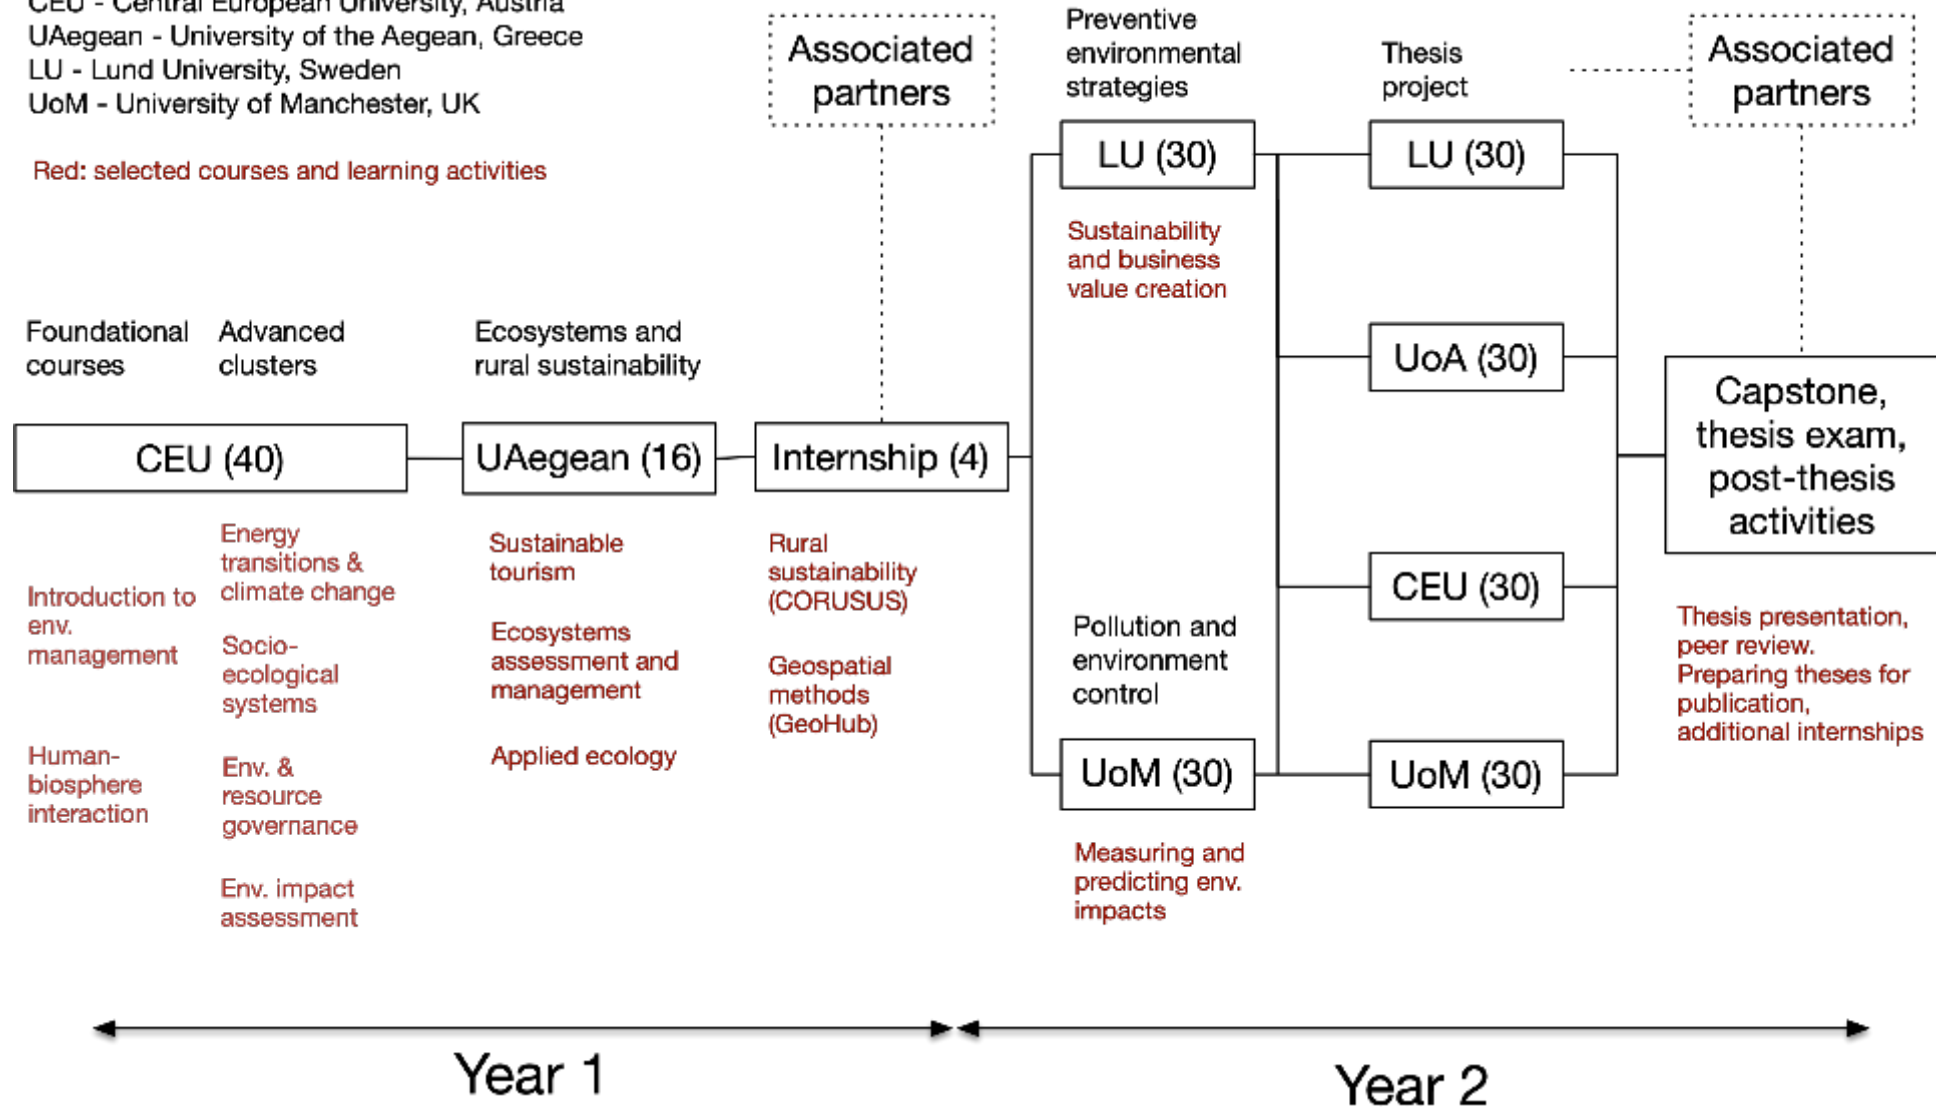 CEU - Central European University, Austria
UAegean - University of the Aegean, Greece
LU - Lund University, Sweden
UoM - University of Manchester, UK
Red: selected courses and learning activities
Associated
partners
Preventive
environmental
strategies
Thesis
project
Associated
partners
LU (30)
LU (30)
Sustainability
and business
value creation
Foundational
courses
Advanced
clusters
Ecosystems and
rural sustainability
UoA (30)
CEU (40)
UAegean (16)
Internship (4)
Capstone,
thesis exam,
post-thesis
activities
Introduction to
env.
management
Human-
biosphere
interaction
Energy
transitions &
climate change
Socio-
ecological
systems
Env. &
resource
governance
Env. impact
assessment
Sustainable
tourism
Ecosystems
assessment and
management
Applied ecology
Rural
sustainability
(CORUSUS)
Geospatial
methods
(GeoHub)
Pollution and
environment
control
CEU (30)
UoM (30)
UoM (30)
Measuring and
predicting env.
impacts
Thesis presentation,
peer review.
Preparing theses for
publication,
additional internships
Year 1
Year 2